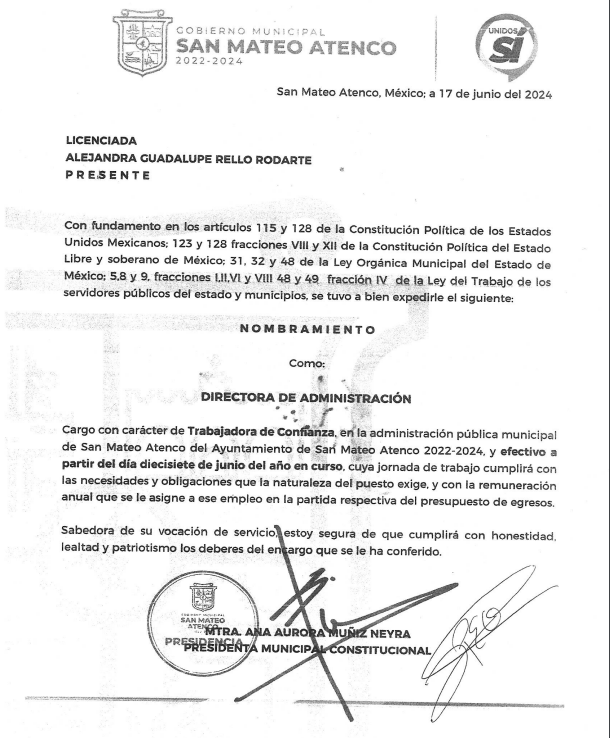 GOBIERNO MUNICIPAL
SAN MATEO ATENCO
2022-2024
UNIDOS
SÍ
San Mateo Atenco, México; a 17 de junio del 2024
LICENCIADA
ALEJANDRA GUADALUPE RELLO RODARTE
P R E S E N T E
Con fundamento en los artículos 115 y 128 de la Constitución Política de los Estados
Unidos Mexicanos; 123 y 128 fracciones VIII y XII de la Constitución Política del Estado
Libre y soberano de México; 31, 32 y 48 de la Ley Orgánica Municipal del Estado de
México; 5,8 y 9, fracciones I,II,VI y VIII 48 y 49 fracción IV de la Ley del Trabajo de los
servidores públicos del estado y municipios, se tuvo a bien expedirle el siguiente:
N O M B R A M I E N T O
Como:
DIRECTORA DE ADMINISTRACIÓN
Cargo con carácter de Trabajadora de Confianza, en la administración pública municipal
de San Mateo Atenco del Ayuntamiento de San Mateo Atenco 2022-2024, y efectivo a
partir del día diecisiete de junio del año en curso, cuya jornada de trabajo cumplirá con
las necesidades y obligaciones que la naturaleza del puesto exige, y con la remuneración
anual que se le asigne a ese empleo en la partida respectiva del presupuesto de egresos.
Sabedora de su vocación de servicio, estoy segura de que cumplirá con honestidad,
lealtad y patriotismo los deberes del encargo que se le ha conferido.
GOBIERNO MUNICIPAL
SAN MATEO
ATENCO
PRESIDENCIA
MTRA. ANA AURORA MUÑIZ NEYRA
PRESIDENTA MUNICIPAL CONSTITUCIONAL